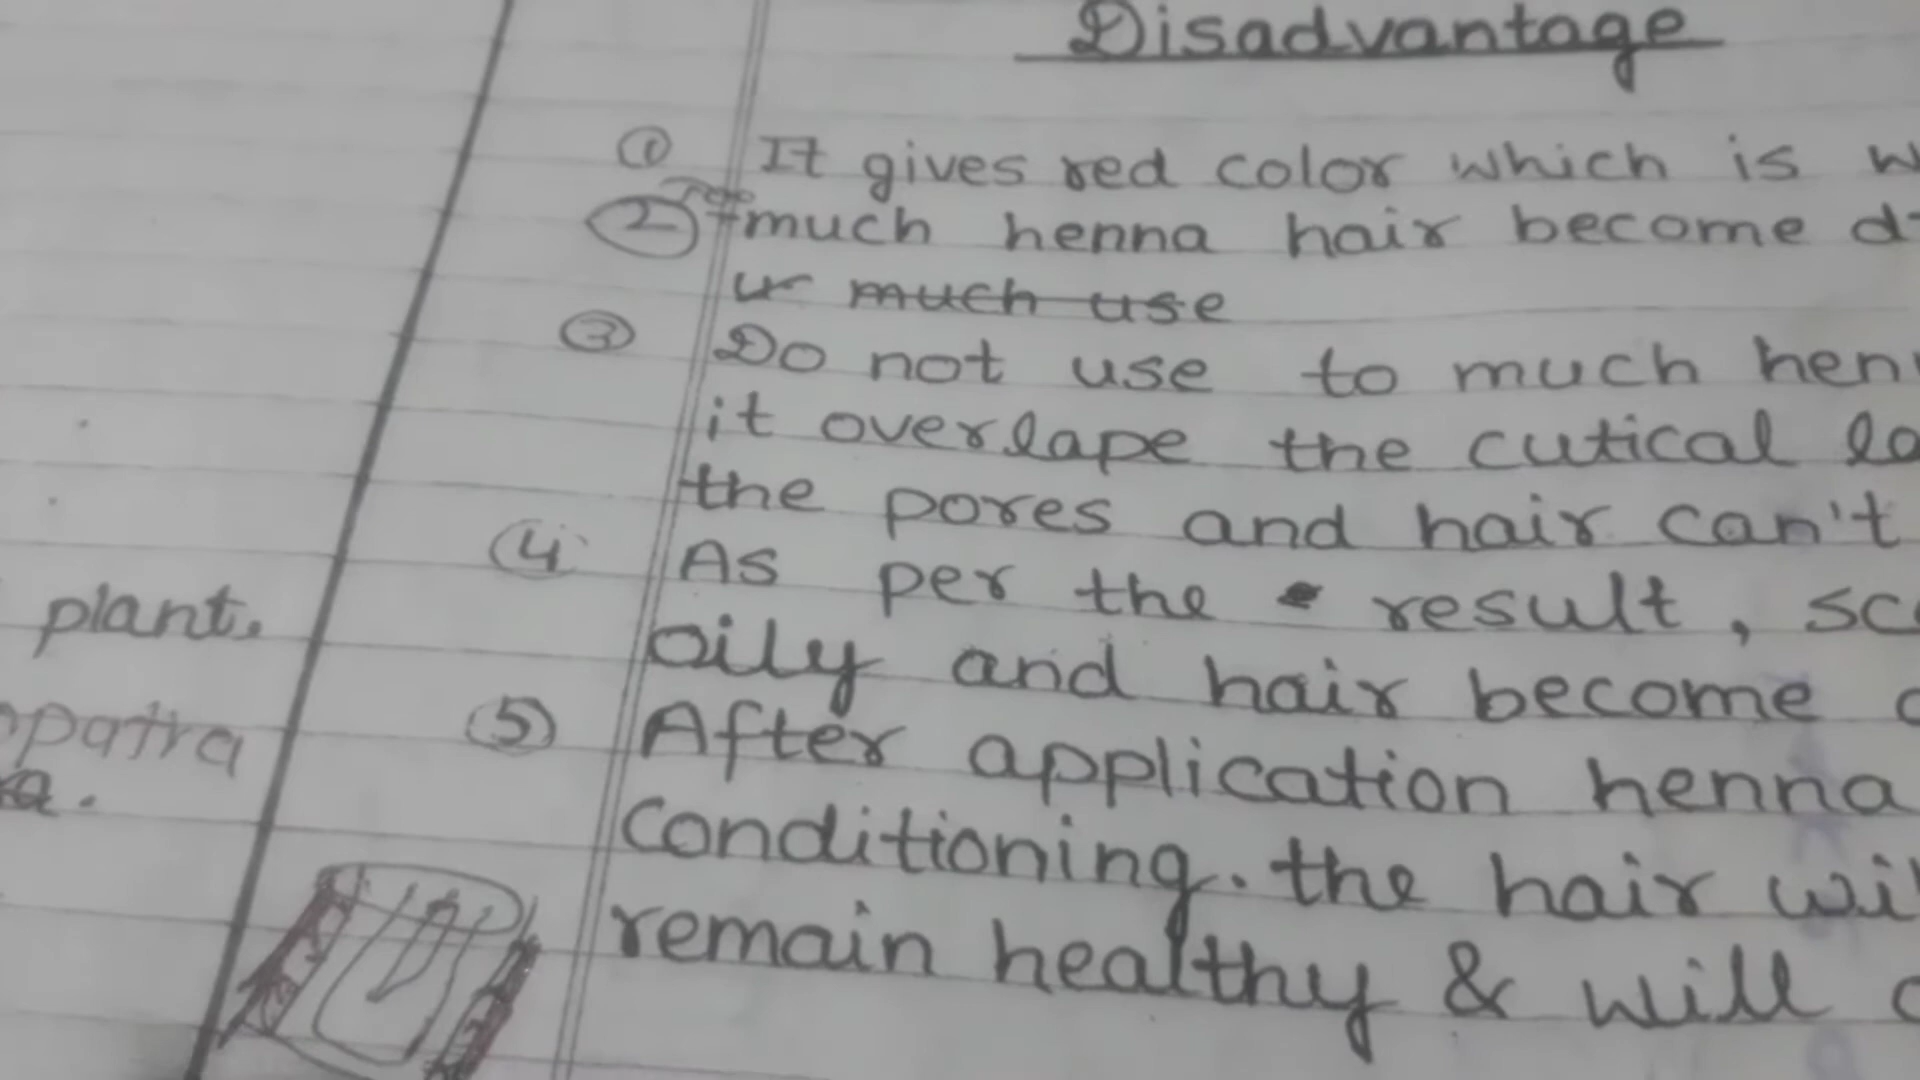 Disadvantage
① It gives red color which is
② Too much henna hair become
much use
③ Do not use to much
it overlape the cutical
the pores and hair can't
④ As per the result,
oily and hair become
⑤ After application henna
conditioning. the hair
remain healthy & will
plant.